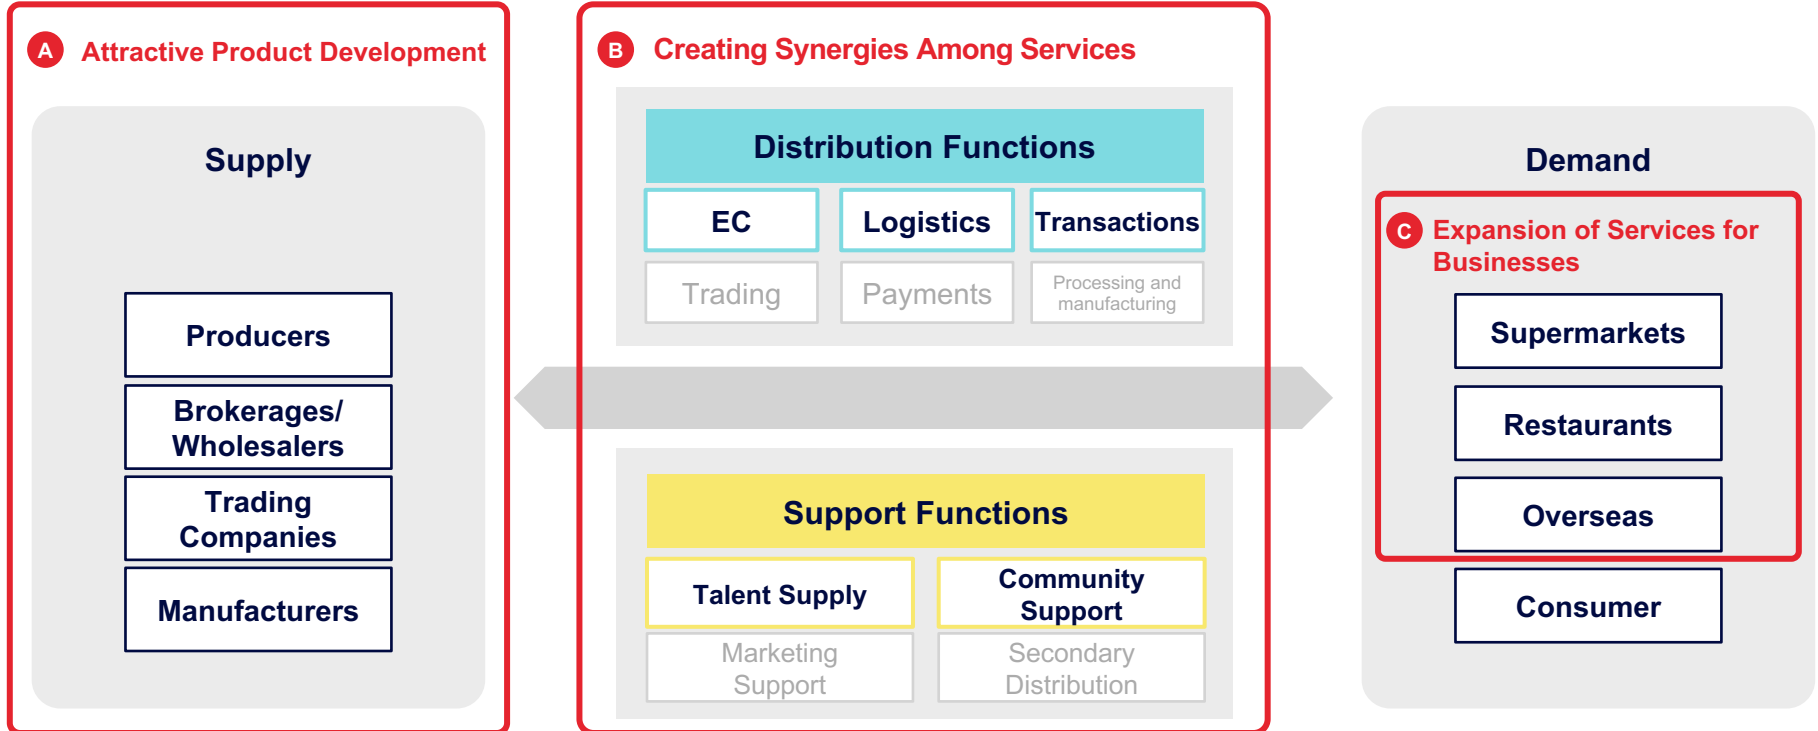 A Attractive Product Development
Supply
Producers
Brokerages/
Wholesalers
Trading
Companies
Manufacturers
B Creating Synergies Among Services
Distribution Functions
EC
Logistics
Transactions
Trading
Payments
Processing and
manufacturing
Support Functions
Talent Supply
Community
Support
Marketing
Support
Secondary
Distribution
Demand
C Expansion of Services for
Businesses
Supermarkets
Restaurants
Overseas
Consumer